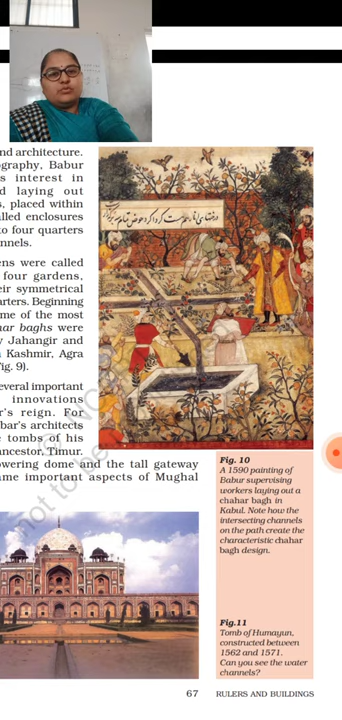 nd architecture.
ography, Babur
s interest in
d laying out
s, placed within
lled enclosures
to four quarters
nnels.
ens were called
four gardens,
eir symmetrical
arters. Beginning
me of the most
har baghs were
y Jahangir and
Kashmir, Agra
ig. 9).
everal important
innovations
r's reign. For
bar's architects
e tombs of his
ncestor, Timur.
owering dome and the tall gateway
ame important aspects of Mughal
Fig. 10
A 1590 painting of
Babur supervising
workers laying out a
chahar bagh in
Kabul. Note how the
intersecting channels
on the path create the
characteristic chahar
bagh design.
Fig.11
Tomb of Humayun,
constructed between
1562 and 1571.
Can you see the water
channels?
67 RULERS AND BUILDINGS